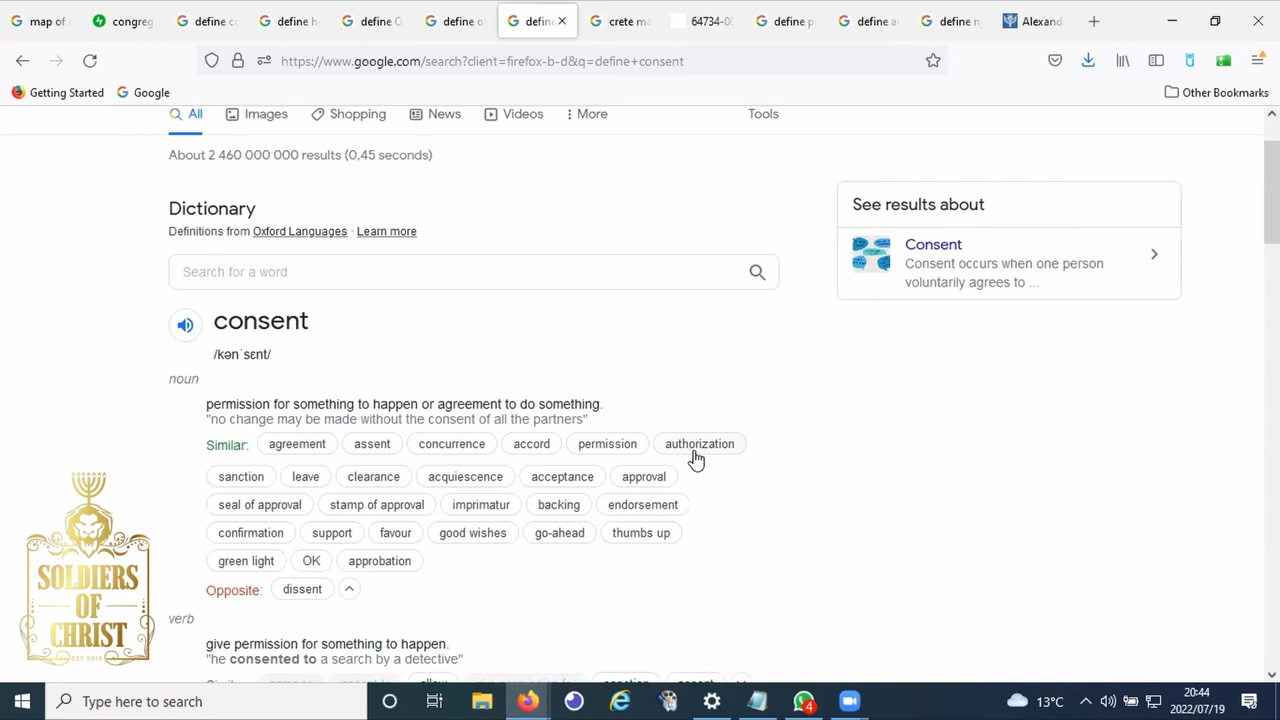 map of
congreg
define c
define h
define O
define o
define
crete ma
64734-00
define p
define a
define n
Alexand
https://www.google.com/search?client=firefox-b-d&q=define+consent
Getting Started
Google
Other Bookmarks
All
Images
Shopping
News
Videos
More
Tools
About 2 460 000 000 results (0,45 seconds)
Dictionary
Definitions from Oxford Languages · Learn more
Search for a word
See results about
Consent
Consent occurs when one person
voluntarily agrees to ...
consent
/kənˈsɛnt/
noun
permission for something to happen or agreement to do something.
"no change may be made without the consent of all the partners"
Similar: agreement assent concurrence accord permission authorization
sanction leave clearance acquiescence acceptance approval
seal of approval stamp of approval imprimatur backing endorsement
confirmation support favour good wishes go-ahead thumbs up
green light OK approbation
Opposite: dissent
verb
give permission for something to happen.
"he consented to a search by a detective"
SOLDIERS
OF
CHRIST
EST 2015
Type here to search
4
13°C
20:44
2022/07/19